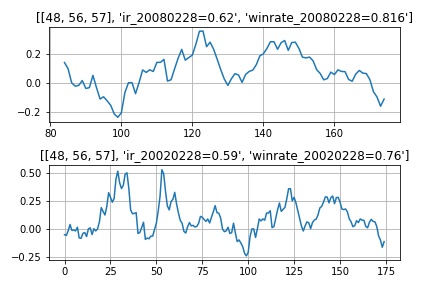 [[48, 56, 57], 'ir_20080228=0.62', 'winrate_20080228=0.816']
0.2
0.0
−0.2
80 100 120 140 160
[[48, 56, 57], 'ir_20020228=0.59', 'winrate_20020228=0.76']
0.50
0.25
0.00
−0.25
0 25 50 75 100 125 150 175